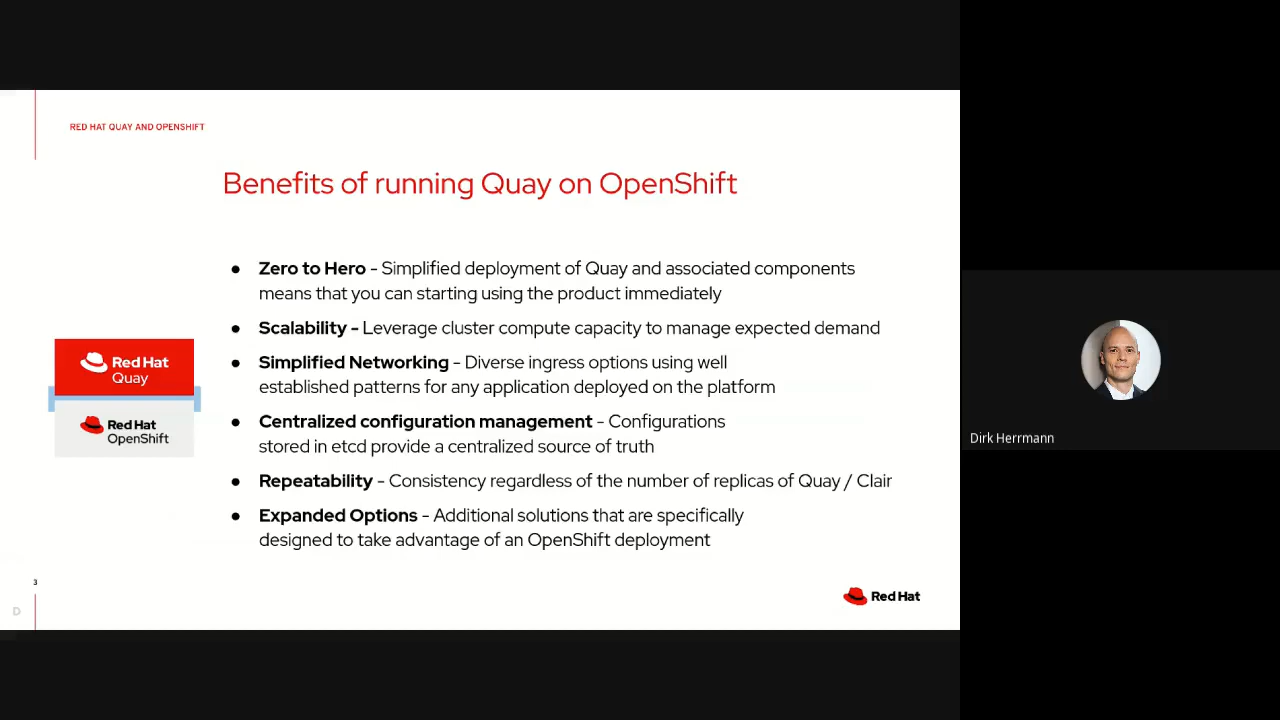 RED HAT QUAY AND OPENSHIFT
Benefits of running Quay on OpenShift
● Zero to Hero - Simplified deployment of Quay and associated components
means that you can starting using the product immediately
● Scalability - Leverage cluster compute capacity to manage expected demand
● Simplified Networking - Diverse ingress options using well
established patterns for any application deployed on the platform
● Centralized configuration management - Configurations
stored in etcd provide a centralized source of truth
● Repeatability - Consistency regardless of the number of replicas of Quay / Clair
● Expanded Options - Additional solutions that are specifically
designed to take advantage of an OpenShift deployment
Red Hat
Quay
Red Hat
OpenShift
3
D
Red Hat
Dirk Herrmann